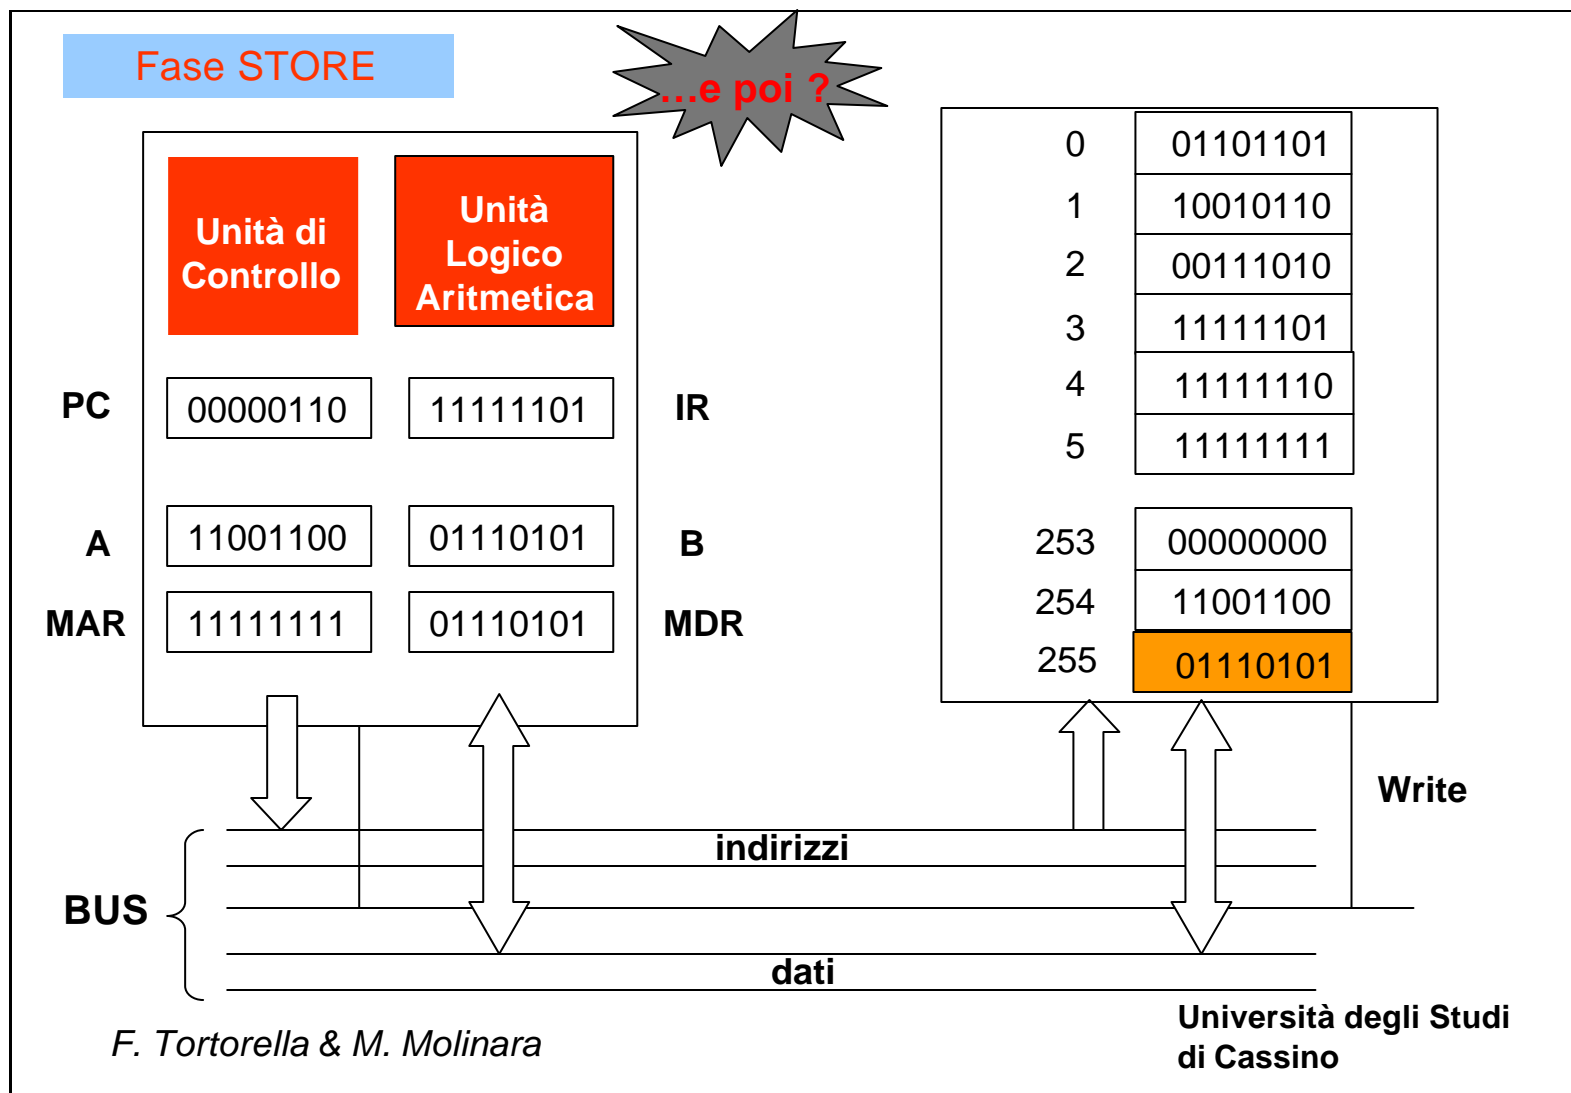 Fase STORE
…e poi ?
Unità di
Controllo
Unità
Logico
Aritmetica
PC 00000110 11111101 IR
A 11001100 01110101 B
MAR 11111111 01110101 MDR
0 01101101
1 10010110
2 00111010
3 11111101
4 11111110
5 11111111
253 00000000
254 11001100
255 01110101
Write
indirizzi
BUS
dati
F. Tortorella & M. Molinara
Università degli Studi
di Cassino